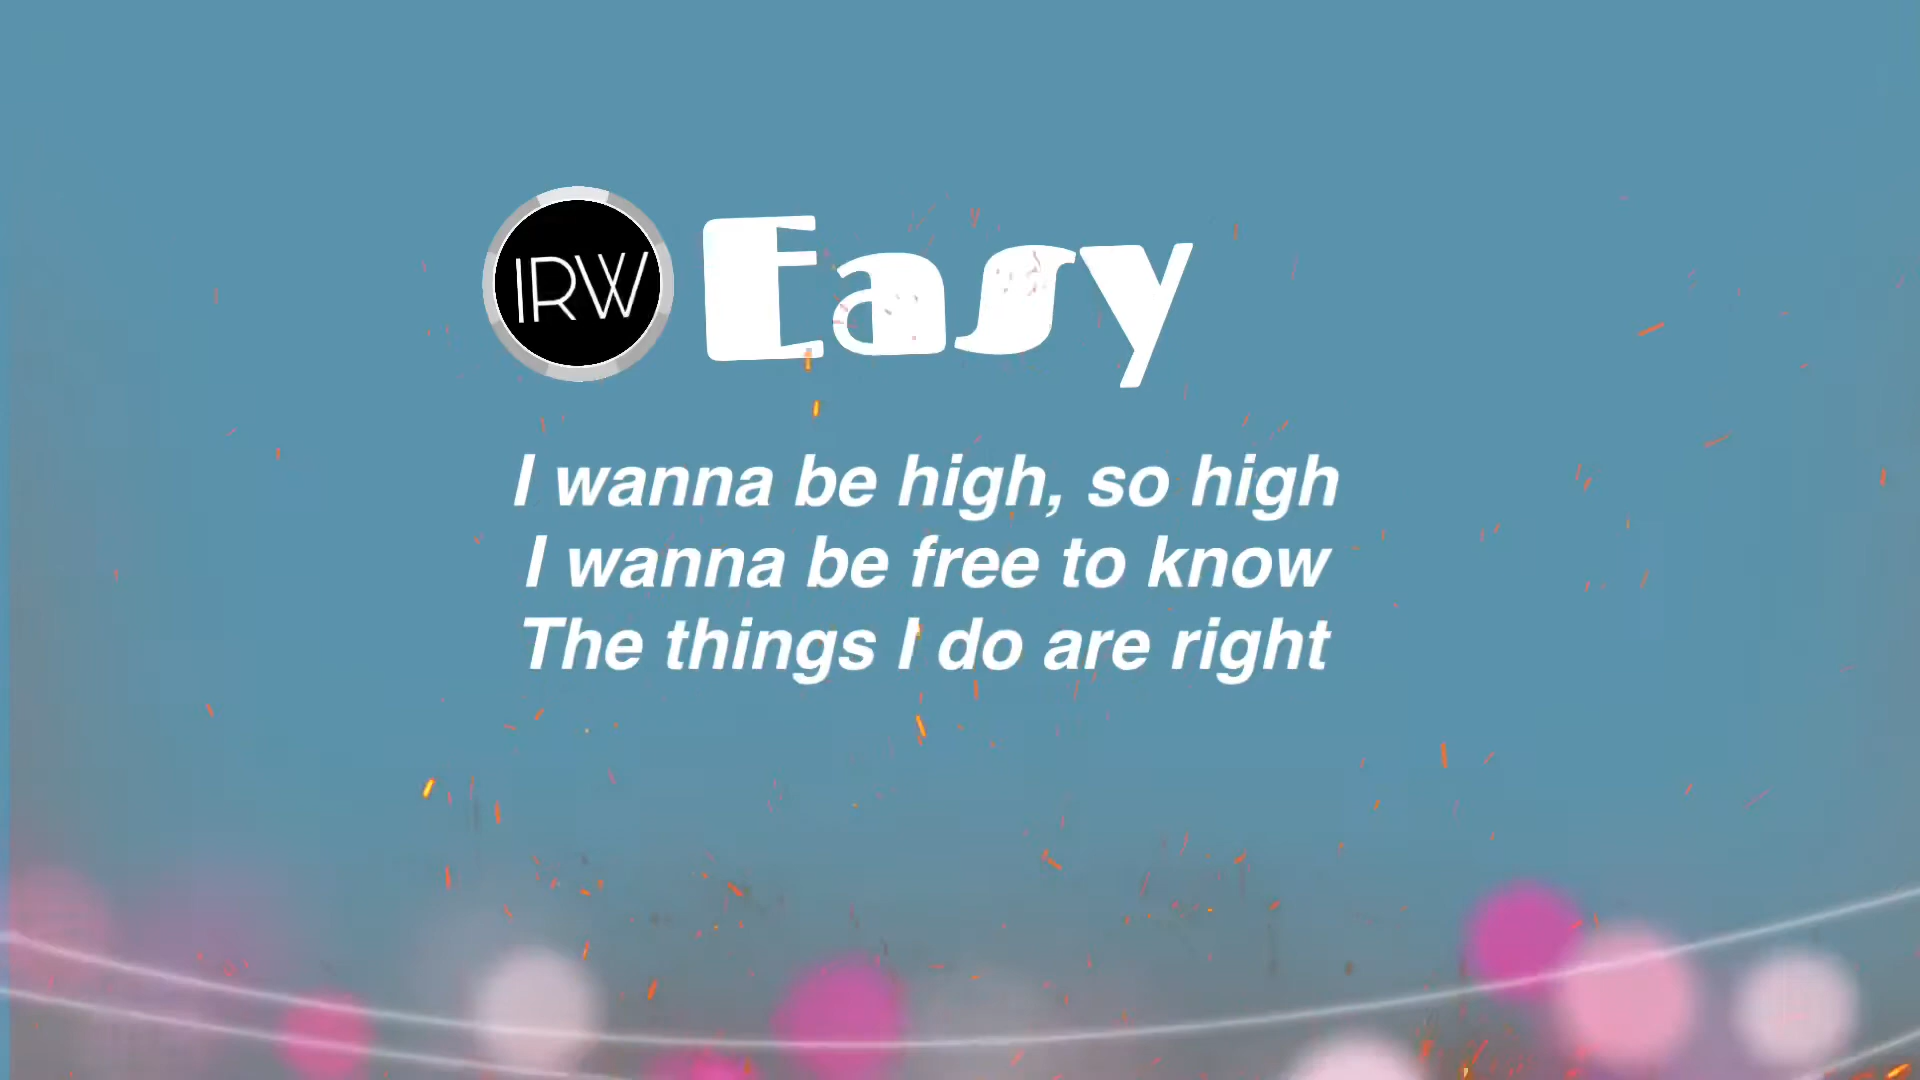 IRW
Easy
I wanna be high, so high
I wanna be free to know
The things I do are right